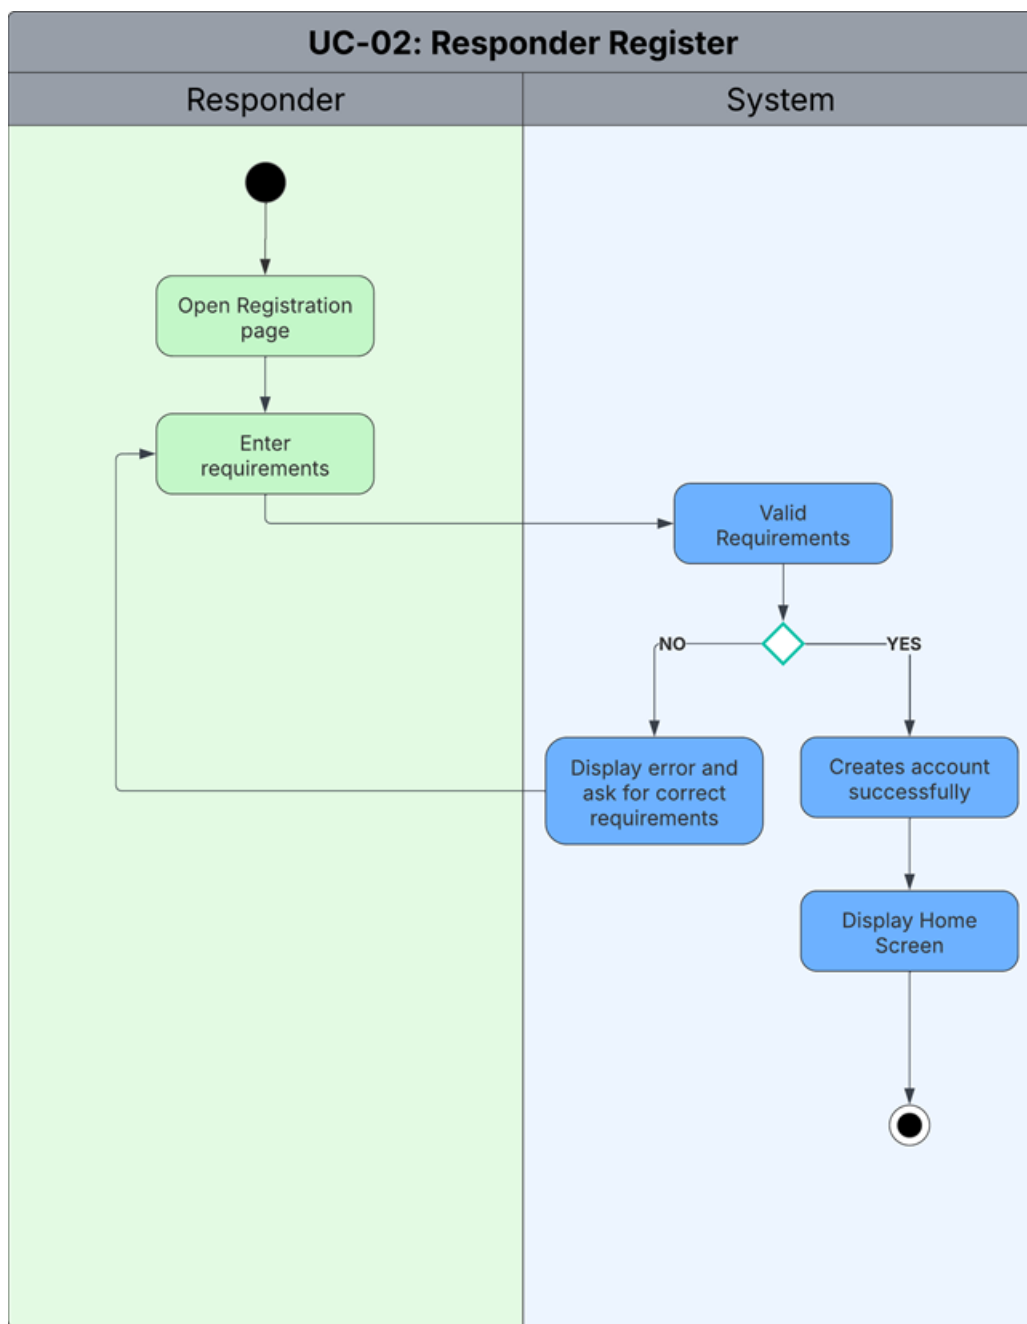 UC-02: Responder Register
Responder
System
Open Registration
page
Enter
requirements
Valid
Requirements
NO
YES
Display error and
ask for correct
requirements
Creates account
successfully
Display Home
Screen